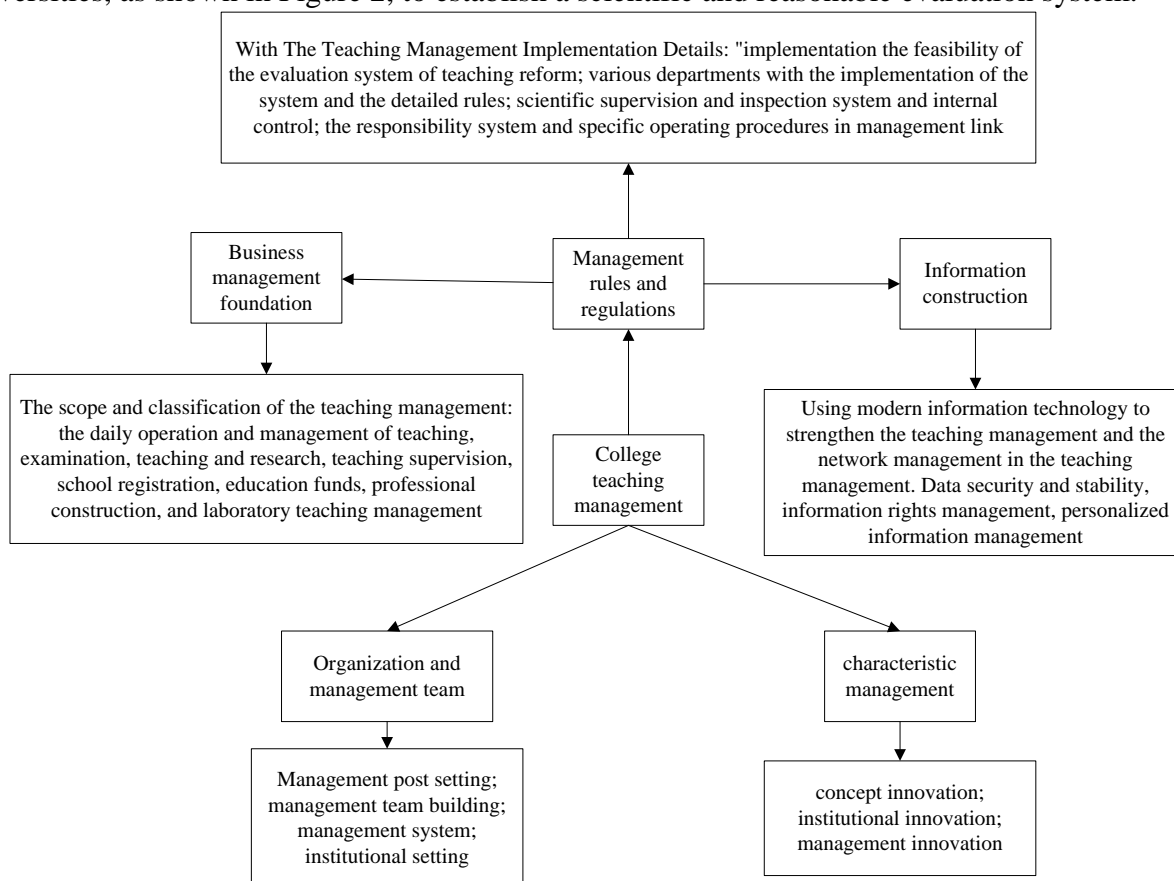 versities, as shown in Figure 2, to establish a scientific and reasonable evaluation system.
With The Teaching Management Implementation Details: "implementation the feasibility of
the evaluation system of teaching reform; various departments with the implementation of the
system and the detailed rules; scientific supervision and inspection system and internal
control; the responsibility system and specific operating procedures in management link
Business
management
foundation
Management
rules and
regulations
Information
construction
The scope and classification of the teaching management:
the daily operation and management of teaching,
examination, teaching and research, teaching supervision,
school registration, education funds, professional
construction, and laboratory teaching management
College
teaching
management
Using modern information technology to
strengthen the teaching management and the
network management in the teaching
management. Data security and stability,
information rights management, personalized
information management
Organization and
management team
characteristic
management
Management post setting;
management team building;
management system;
institutional setting
concept innovation;
institutional innovation;
management innovation